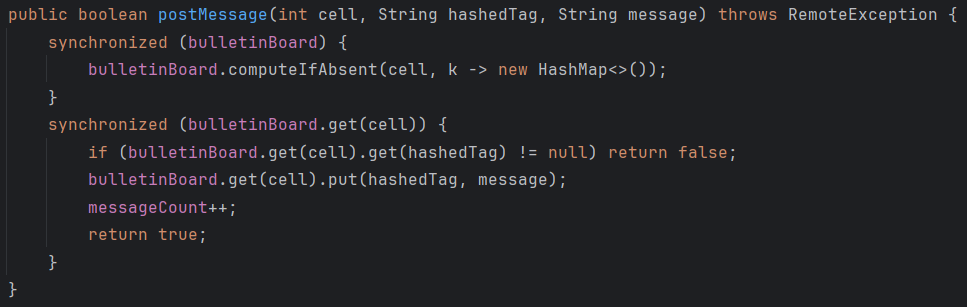 public boolean postMessage(int cell, String hashedTag, String message) throws RemoteException {
    synchronized (bulletinBoard) {
        bulletinBoard.computeIfAbsent(cell, k -> new HashMap<>());
    }
    synchronized (bulletinBoard.get(cell)) {
        if (bulletinBoard.get(cell).get(hashedTag) != null) return false;
        bulletinBoard.get(cell).put(hashedTag, message);
        messageCount++;
        return true;
    }
}